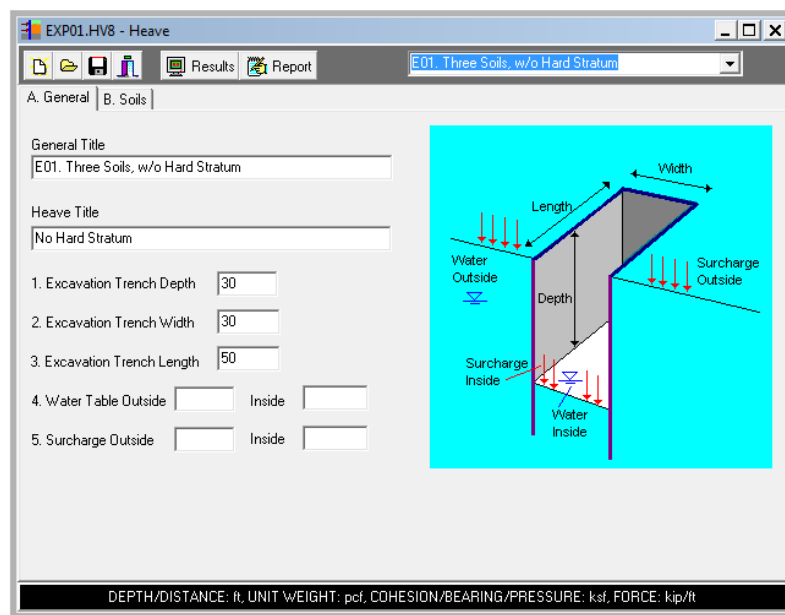 EXP01.HV8 - Heave
Results Report E01. Three Soils, w/o Hard Stratum
A. General B. Soils
General Title
E01. Three Soils, w/o Hard Stratum
Heave Title
No Hard Stratum
1. Excavation Trench Depth 30
2. Excavation Trench Width 30
3. Excavation Trench Length 50
4. Water Table Outside Inside
5. Surcharge Outside Inside
Width
Length
Water
Outside
Surcharge
Outside
Depth
Surcharge
Inside
Water
Inside
DEPTH/DISTANCE: ft, UNIT WEIGHT: pcf, COHESION/BEARING/PRESSURE: ksf, FORCE: kip/ft